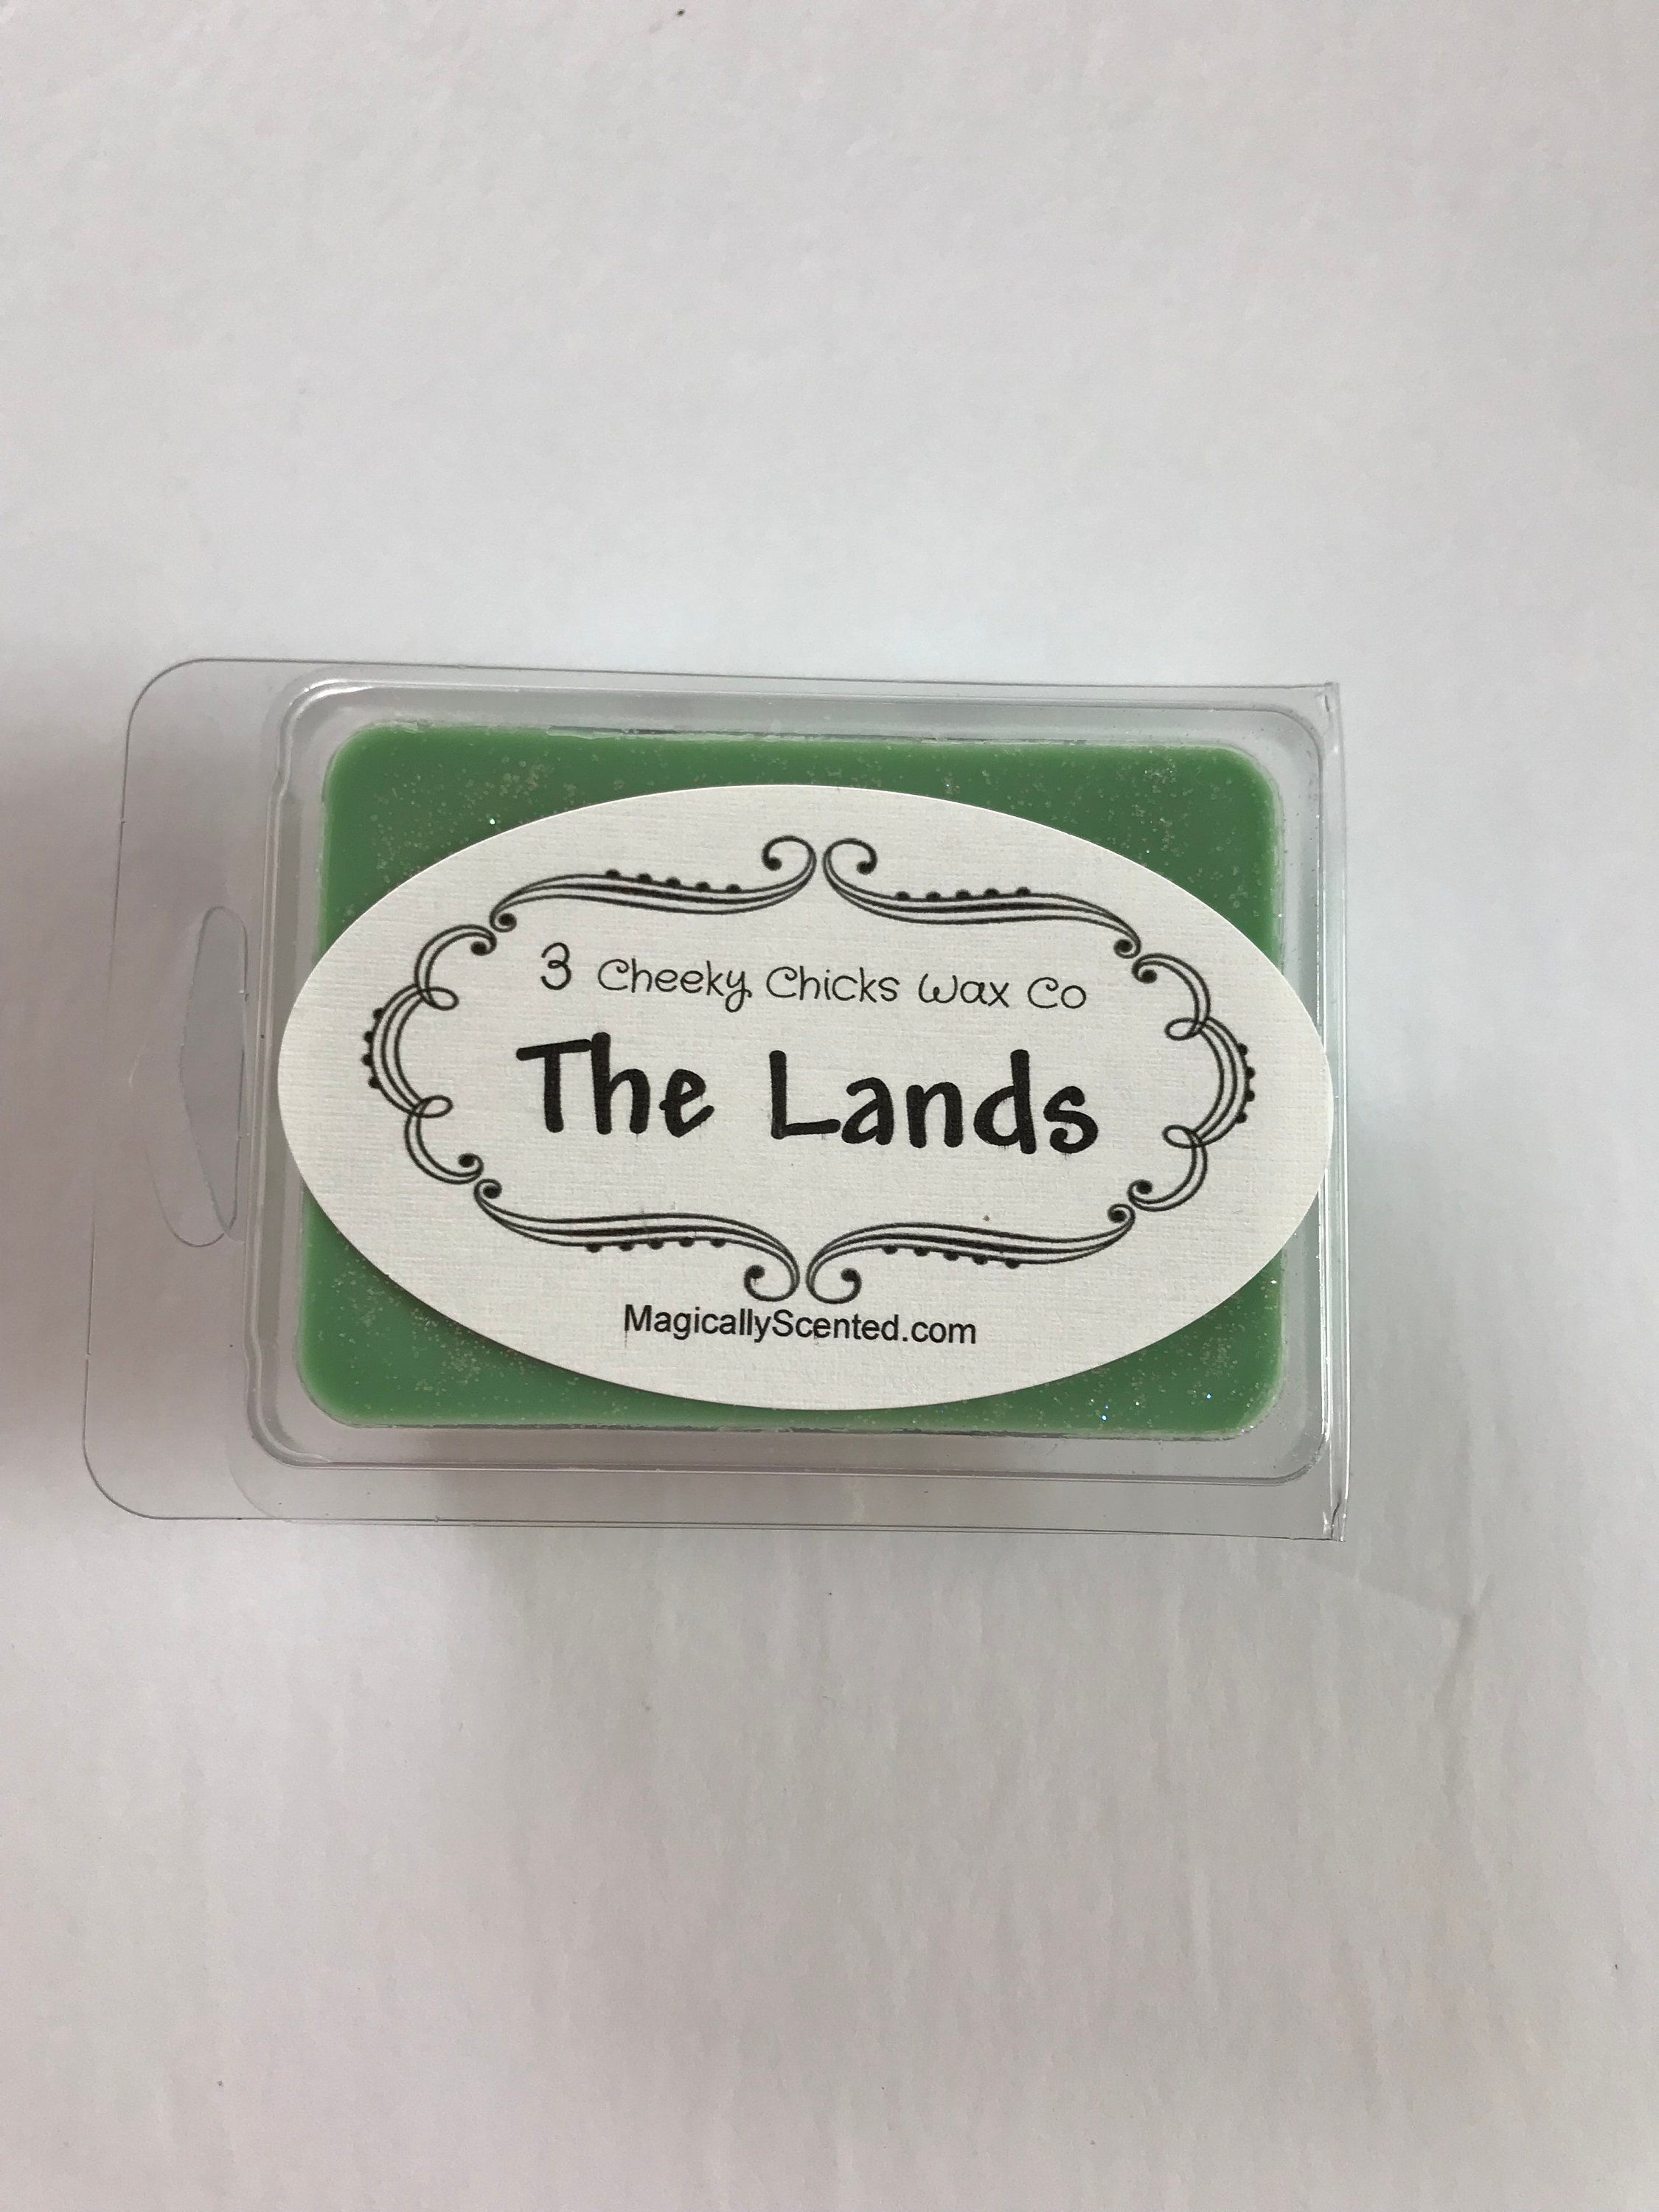 3 Cheeky Chicks Wax Co
The Lands
MagicallyScented.com